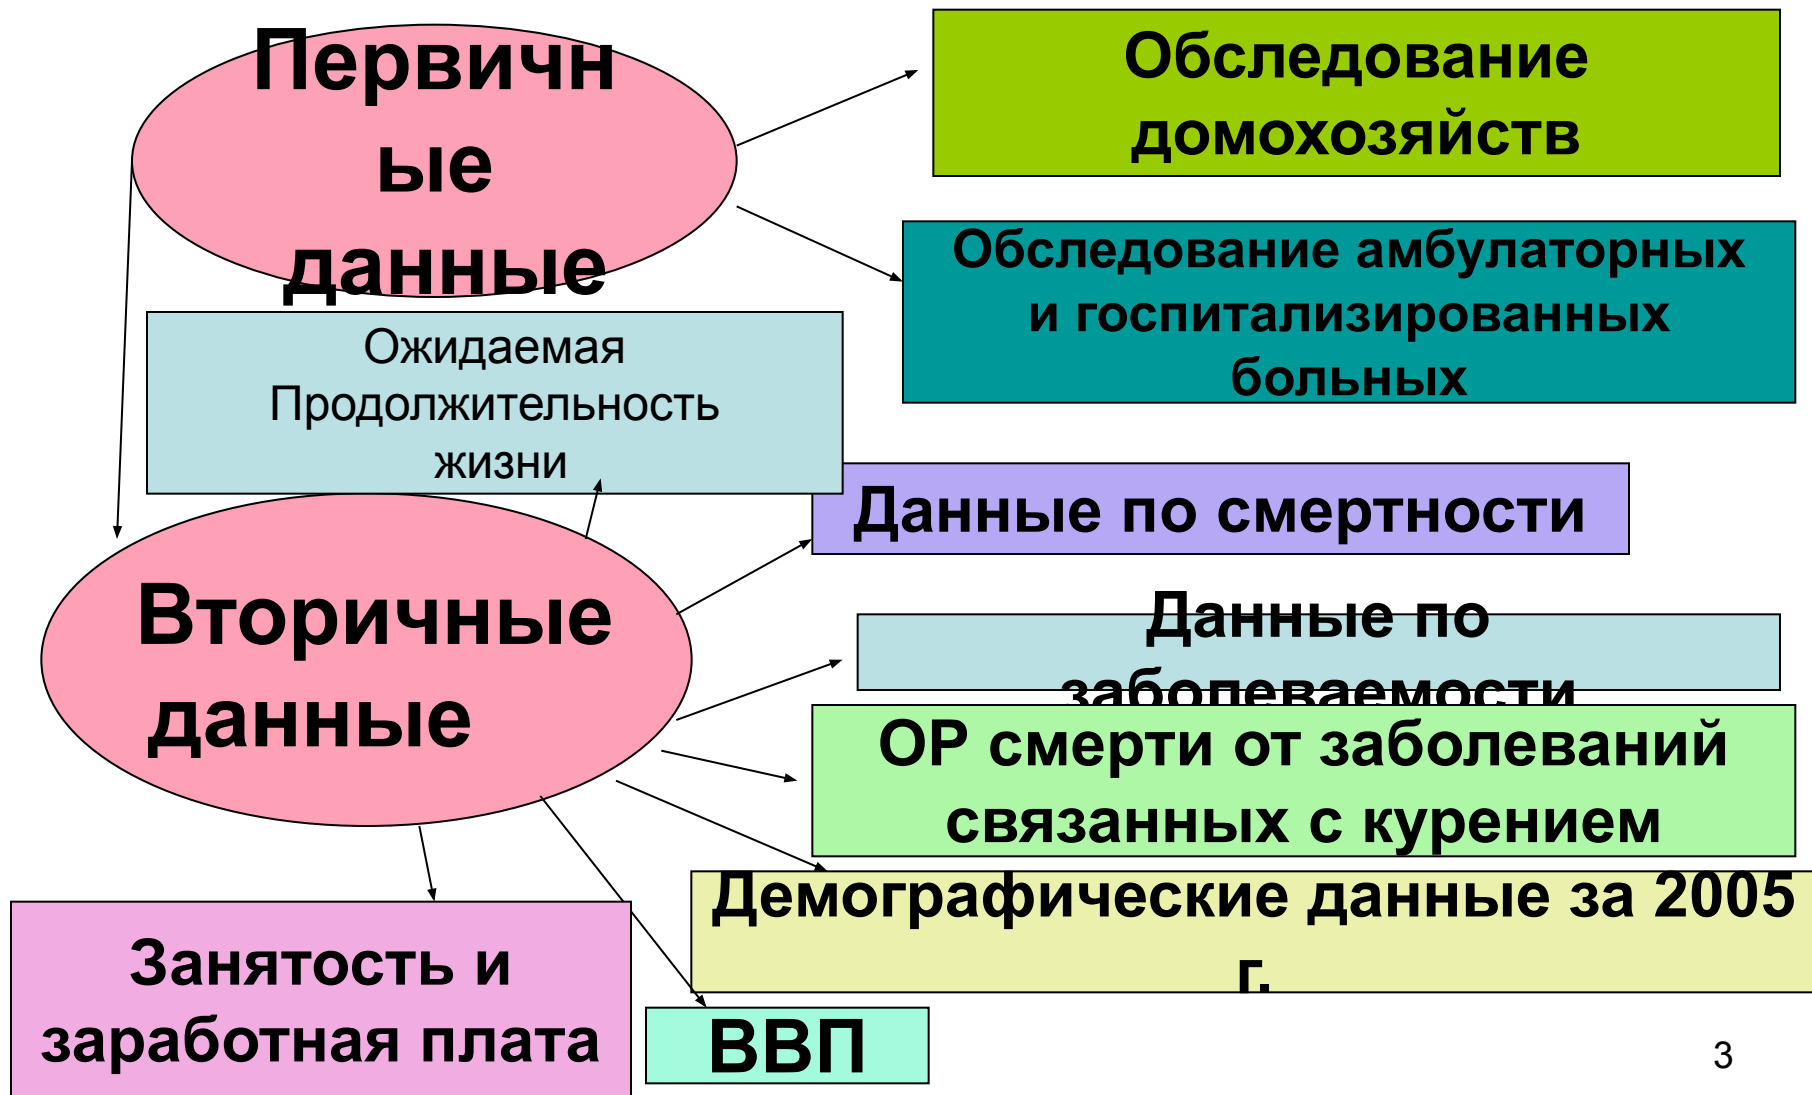 Первичн
ые
данные
Обследование
домохозяйств
Обследование амбулаторных
и госпитализированных
больных
Ожидаемая
Продолжительность
жизни
Данные по смертности
Вторичные
данные
Данные по
заболеваемости
ОР смерти от заболеваний
связанных с курением
Демографические данные за 2005
г.
Занятость и
заработная плата
ВВП
3